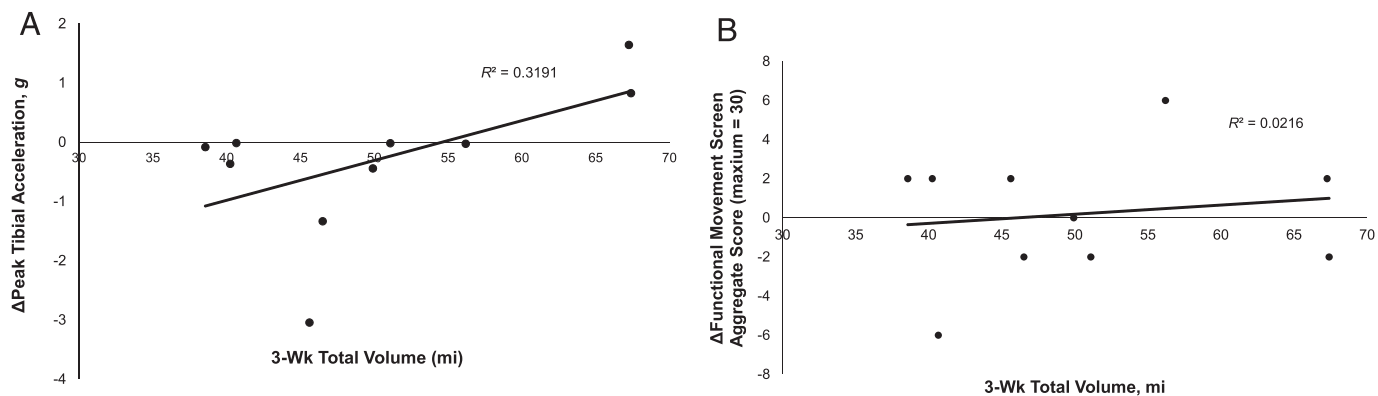 A
2
1
0
-1
-2
-3
-4
30 35 40 45 50 55 60 65 70
R² = 0.3191
ΔPeak Tibial Acceleration, g
3-Wk Total Volume (mi)
B
8
6
4
2
0
-2
-4
-6
-8
30 35 40 45 50 55 60 65 70
R² = 0.0216
ΔFunctional Movement Screen
Aggregate Score (maxium = 30)
3-Wk Total Volume, mi